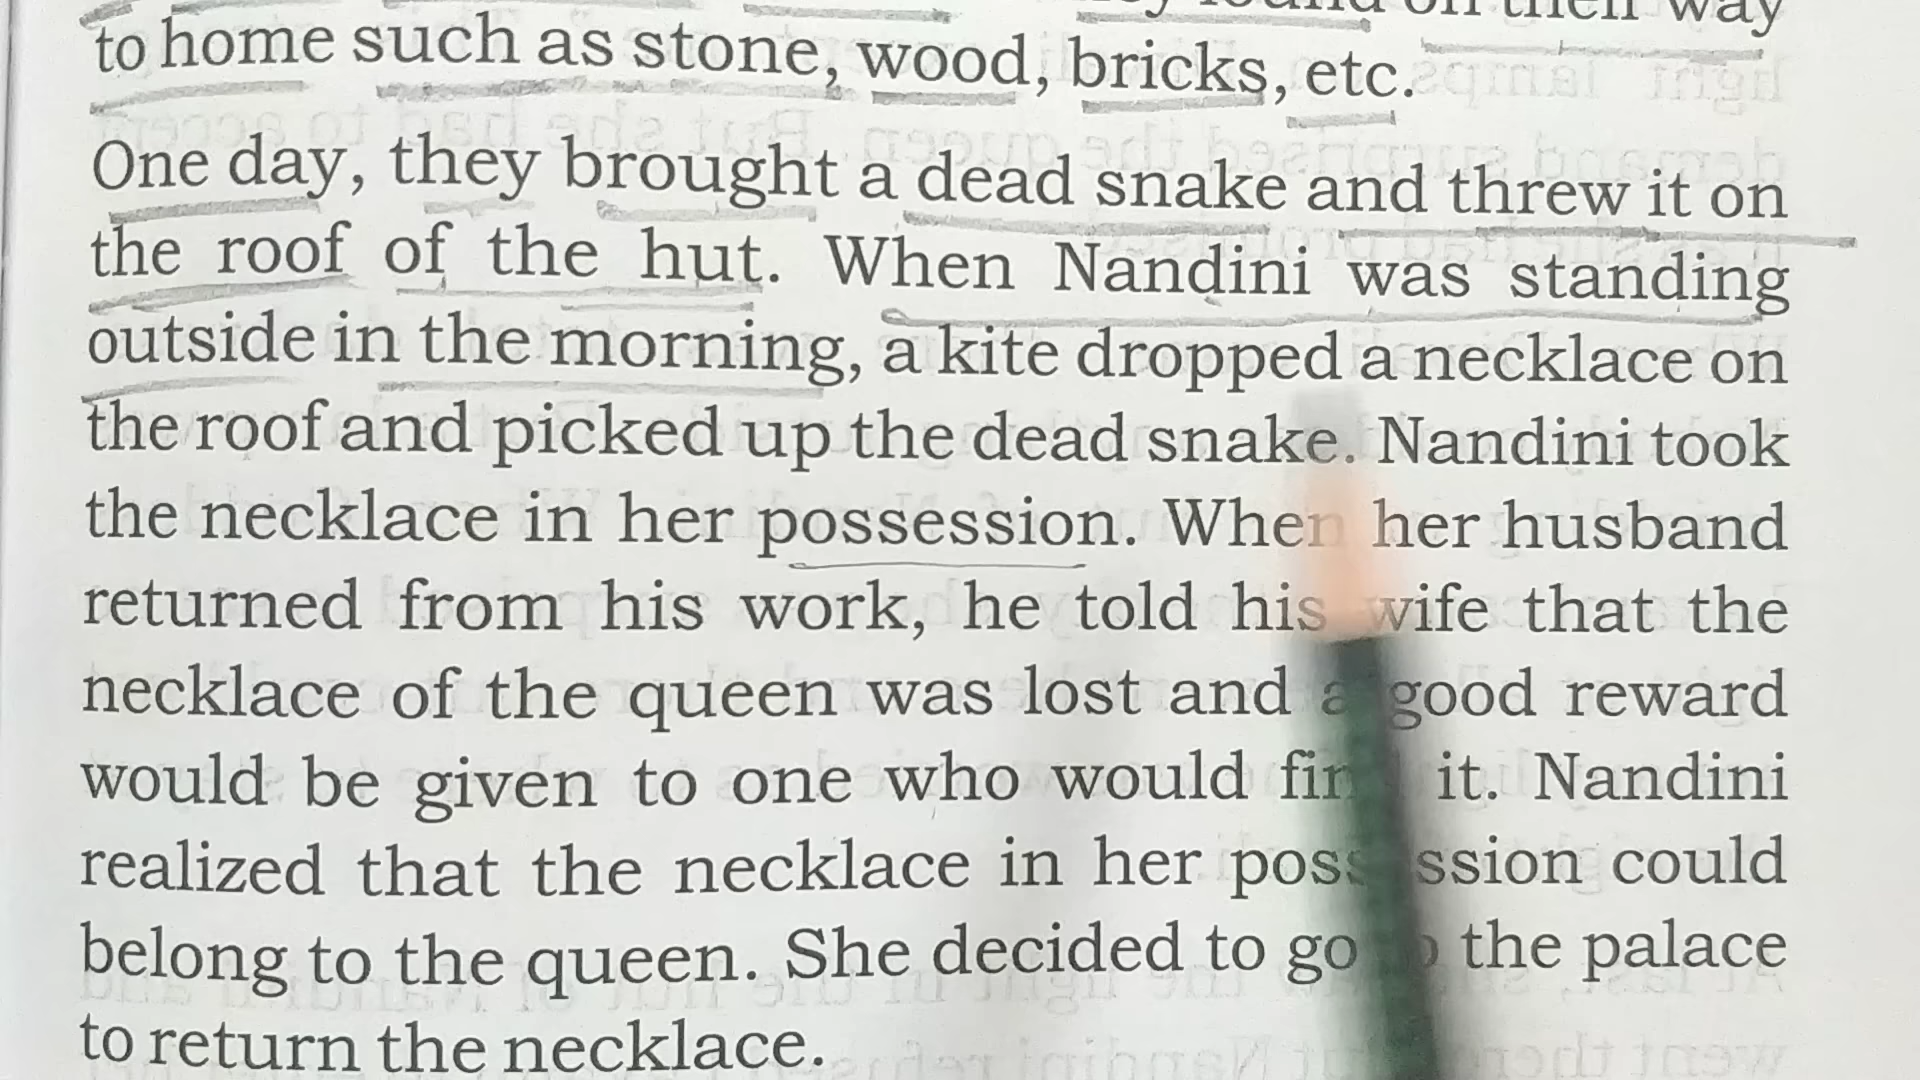 found on their way
to home such as stone, wood, bricks, etc.
One day, they brought a dead snake and threw it on
the roof of the hut. When Nandini was standing
outside in the morning, a kite dropped a necklace on
the roof and picked up the dead snake. Nandini took
the necklace in her possession. When her husband
returned from his work, he told his wife that the
necklace of the queen was lost and a good reward
would be given to one who would it. Nandini
realized that the necklace in her possession could
belong to the queen. She decided to go the palace
to return the necklace.